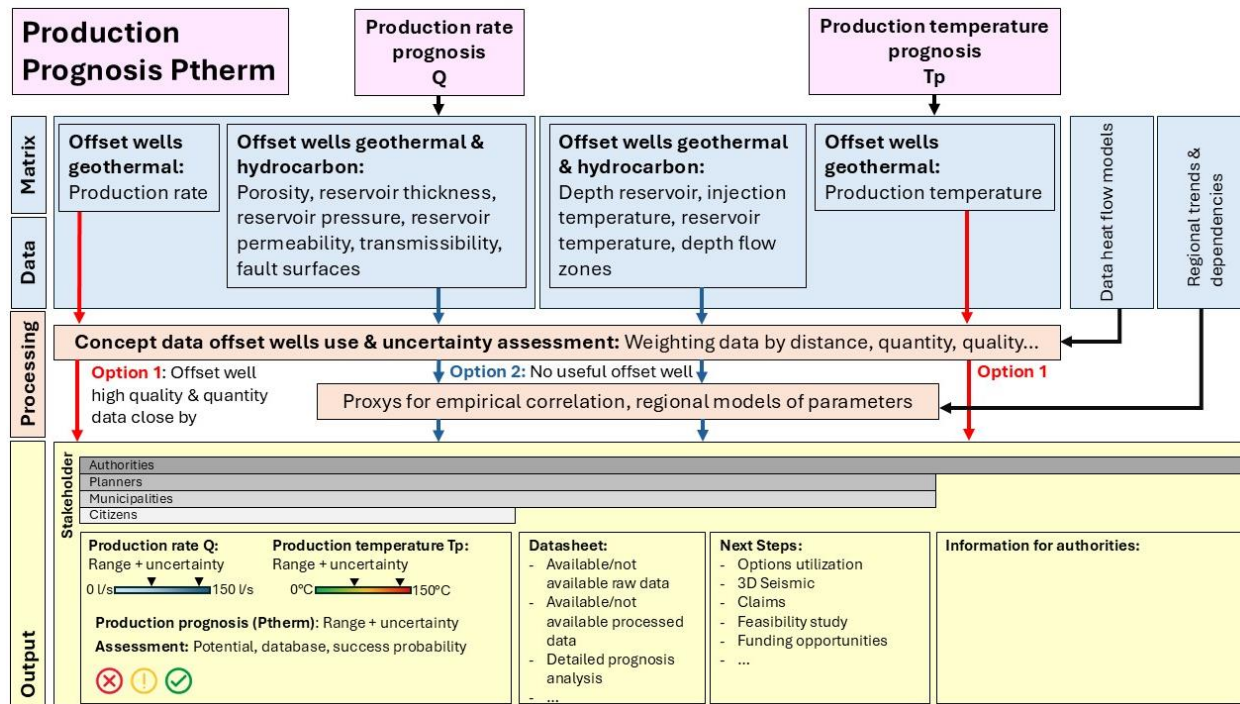 Production
Prognosis Ptherm
Production rate
prognosis
Q
Production temperature
prognosis
Tp
Matrix
Data
Offset wells
geothermal:
Production rate
Offset wells geothermal &
hydrocarbon:
Porosity, reservoir thickness,
reservoir pressure, reservoir
permeability, transmissibility,
fault surfaces
Offset wells geothermal
& hydrocarbon:
Depth reservoir, injection
temperature, reservoir
temperature, depth flow
zones
Offset wells
geothermal:
Production temperature
Data heat flow models
Regional trends &
dependencies
Processing
Concept data offset wells use & uncertainty assessment: Weighting data by distance, quantity, quality...
Option 1: Offset well
high quality & quantity
data close by
Option 2: No useful offset well
Option 1
Proxys for empirical correlation, regional models of parameters
Output
Stakeholder
Authorities
Planners
Municipalities
Citizens
Production rate Q:
Range + uncertainty
0 l/s 150 l/s
Production temperature Tp:
Range + uncertainty
0°C 150°C
Production prognosis (Ptherm): Range + uncertainty
Assessment: Potential, database, success probability
Datasheet:
- Available/not
available raw data
- Available/not
available processed
data
- Detailed prognosis
analysis
- ...
Next Steps:
- Options utilization
- 3D Seismic
- Claims
- Feasibility study
- Funding opportunities
- ...
Information for authorities: